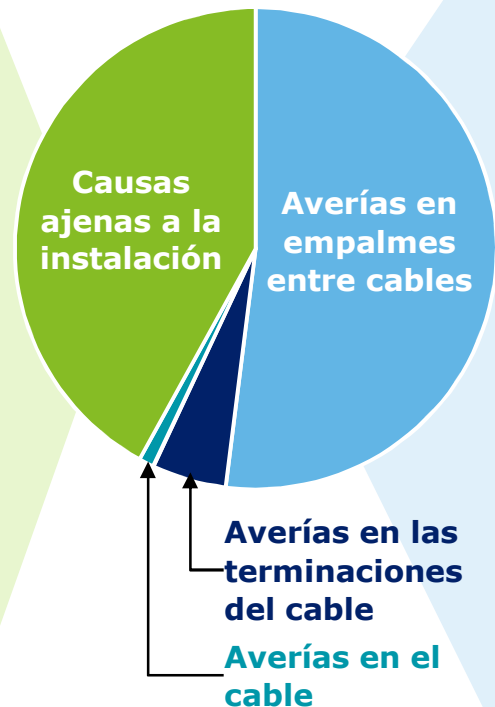 Causas
ajenas a la
instalación
Averías en
empalmes
entre cables
Averías en las
terminaciones
del cable
Averías en el
cable